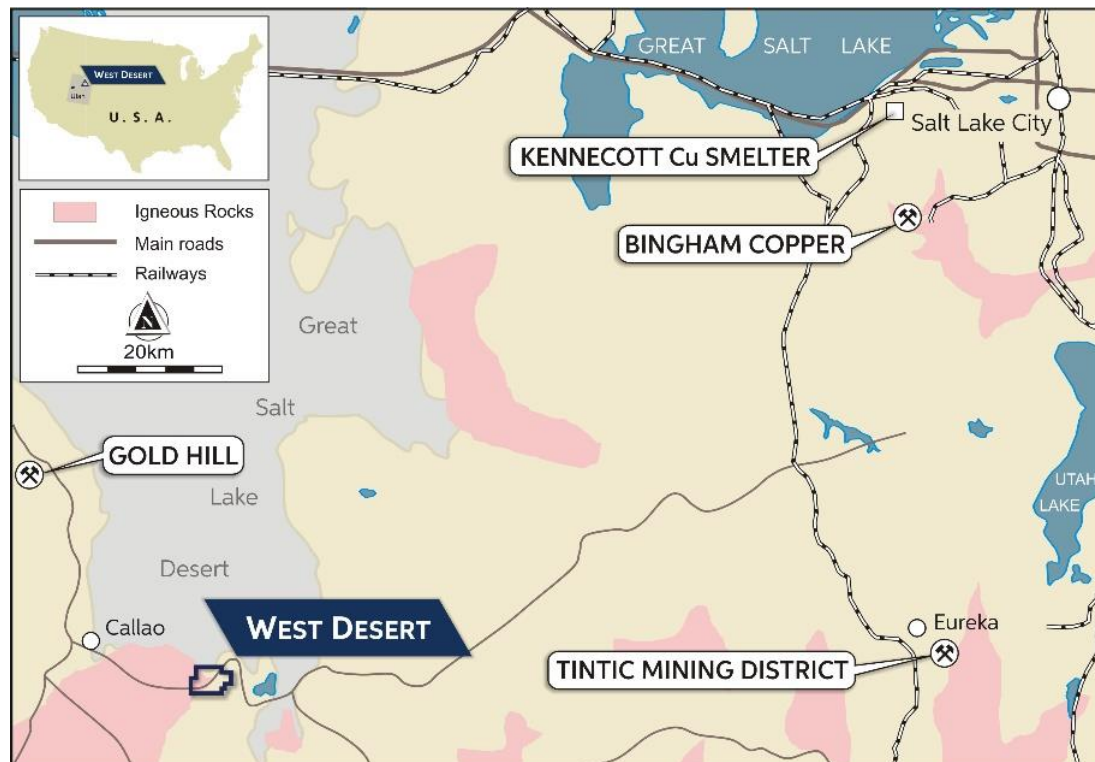 WEST DESERT
Utah
U. S. A.
Igneous Rocks
Main roads
Railways
N
20km
GREAT SALT LAKE
Salt Lake City
KENNECOTT Cu SMELTER
BINGHAM COPPER
Great
Salt
Lake
Desert
GOLD HILL
UTAH
LAKE
Callao
WEST DESERT
Eureka
TINTIC MINING DISTRICT